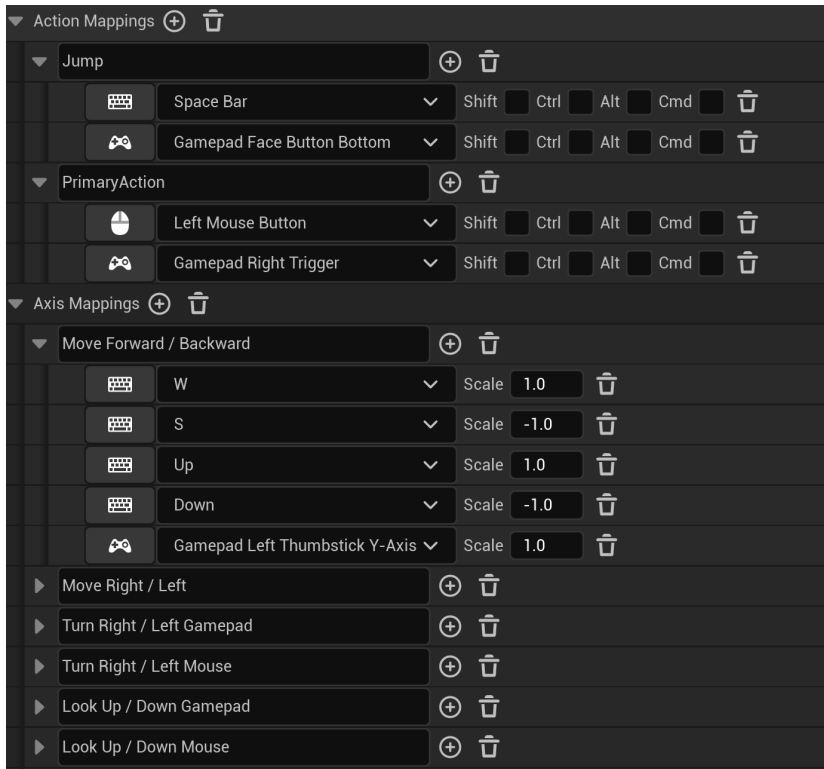 Action Mappings
Jump
Space Bar Shift Ctrl Alt Cmd
Gamepad Face Button Bottom Shift Ctrl Alt Cmd
PrimaryAction
Left Mouse Button Shift Ctrl Alt Cmd
Gamepad Right Trigger Shift Ctrl Alt Cmd
Axis Mappings
Move Forward / Backward
W Scale 1.0
S Scale -1.0
Up Scale 1.0
Down Scale -1.0
Gamepad Left Thumbstick Y-Axis Scale 1.0
Move Right / Left
Turn Right / Left Gamepad
Turn Right / Left Mouse
Look Up / Down Gamepad
Look Up / Down Mouse